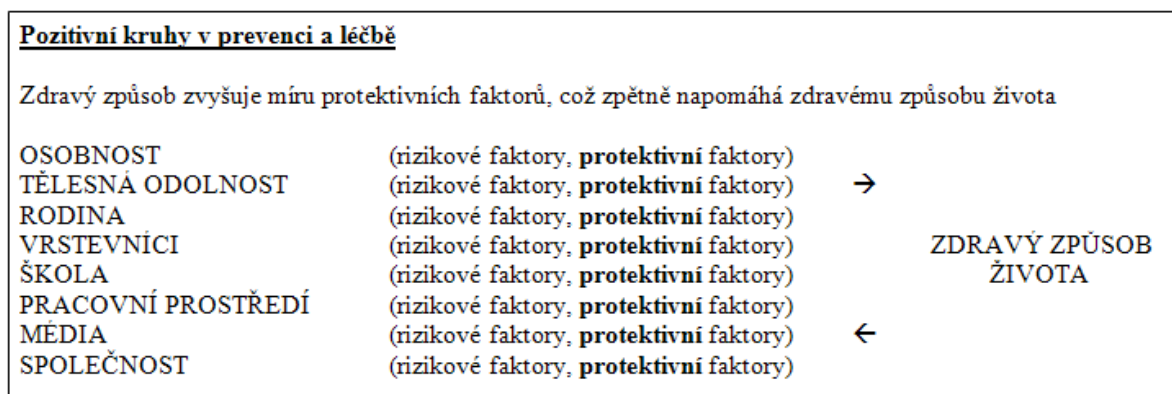 Pozitivní kruhy v prevenci a léčbě
Zdravý způsob zvyšuje míru protektivních faktorů, což zpětně napomáhá zdravému způsobu života
OSOBNOST (rizikové faktory, protektivní faktory)
TĚLESNÁ ODOLNOST (rizikové faktory, protektivní faktory) →
RODINA (rizikové faktory, protektivní faktory)
VRSTEVNÍCI (rizikové faktory, protektivní faktory) ZDRAVÝ ZPŮSOB
ŠKOLA (rizikové faktory, protektivní faktory) ŽIVOTA
PRACOVNÍ PROSTŘEDÍ (rizikové faktory, protektivní faktory)
MÉDIA (rizikové faktory, protektivní faktory) ←
SPOLEČNOST (rizikové faktory, protektivní faktory)